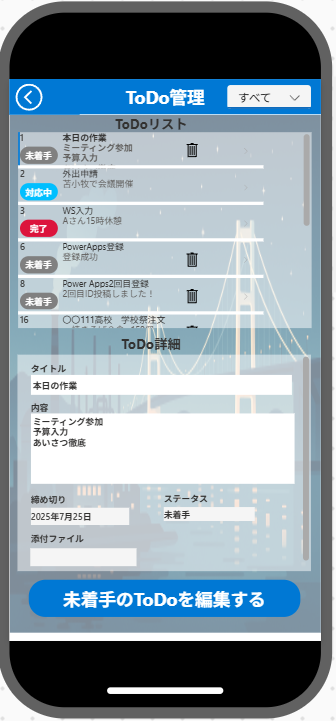 ToDo管理
すべて
ToDoリスト
1
本日の作業
ミーティング参加
予算入力
未着手
2
外出申請
苫小牧で会議開催
対応中
3
WS入力
Aさん15時休憩
完了
6
PowerApps登録
登録成功
未着手
8
Power Apps2回目登録
2回目ID投稿しました！
未着手
16
〇〇111高校　学校祭注文
ToDo詳細
タイトル
本日の作業
内容
ミーティング参加
予算入力
あいさつ徹底
締め切り
ステータス
2025年7月25日
未着手
添付ファイル
未着手のToDoを編集する